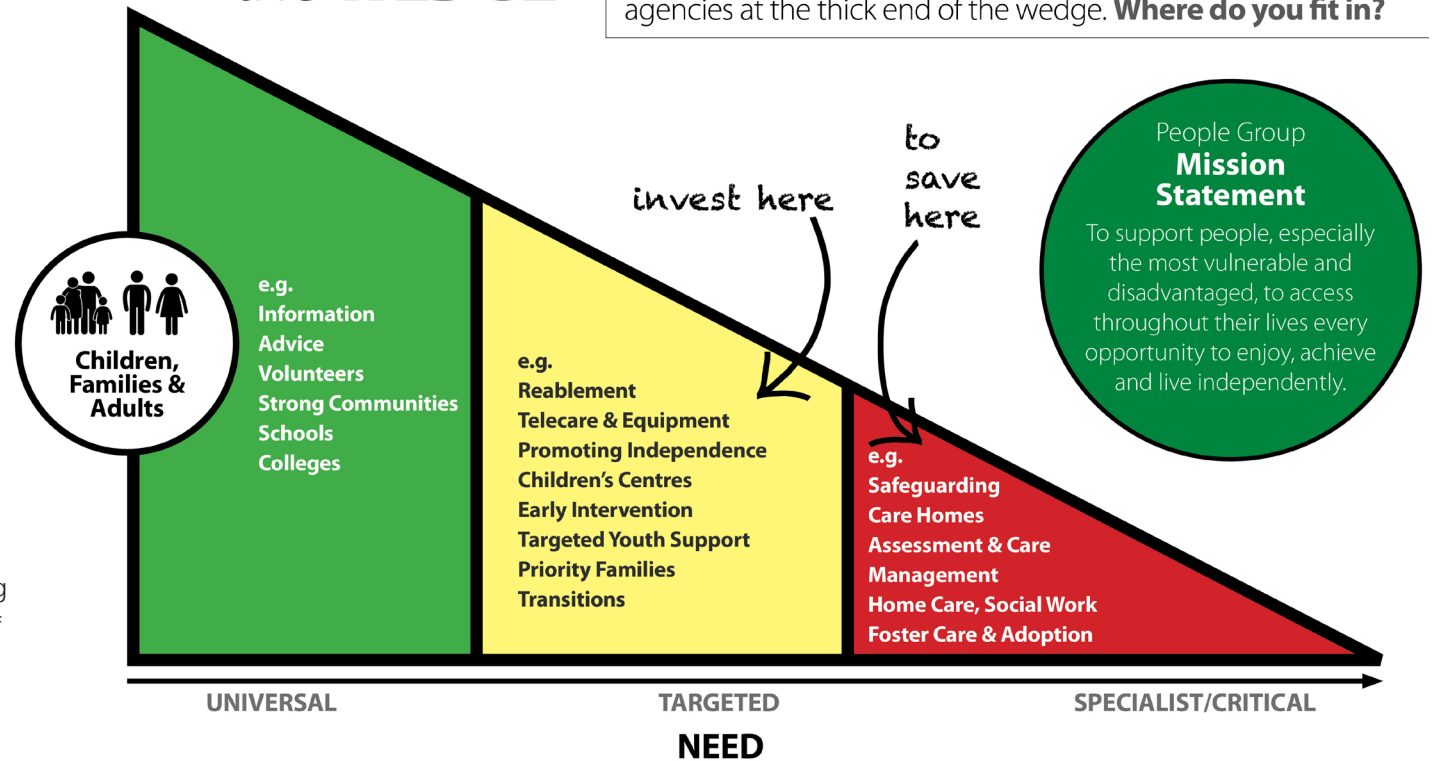 agencies at the thick end of the wedge. Where do you fit in?
to
save
here
invest here
People Group
Mission
Statement
To support people, especially
the most vulnerable and
disadvantaged, to access
throughout their lives every
opportunity to enjoy, achieve
and live independently.
Children,
Families &
Adults
e.g.
Information
Advice
Volunteers
Strong Communities
Schools
Colleges
e.g.
Reablement
Telecare & Equipment
Promoting Independence
Children’s Centres
Early Intervention
Targeted Youth Support
Priority Families
Transitions
e.g.
Safeguarding
Care Homes
Assessment & Care
Management
Home Care, Social Work
Foster Care & Adoption
UNIVERSAL
TARGETED
SPECIALIST/CRITICAL
NEED